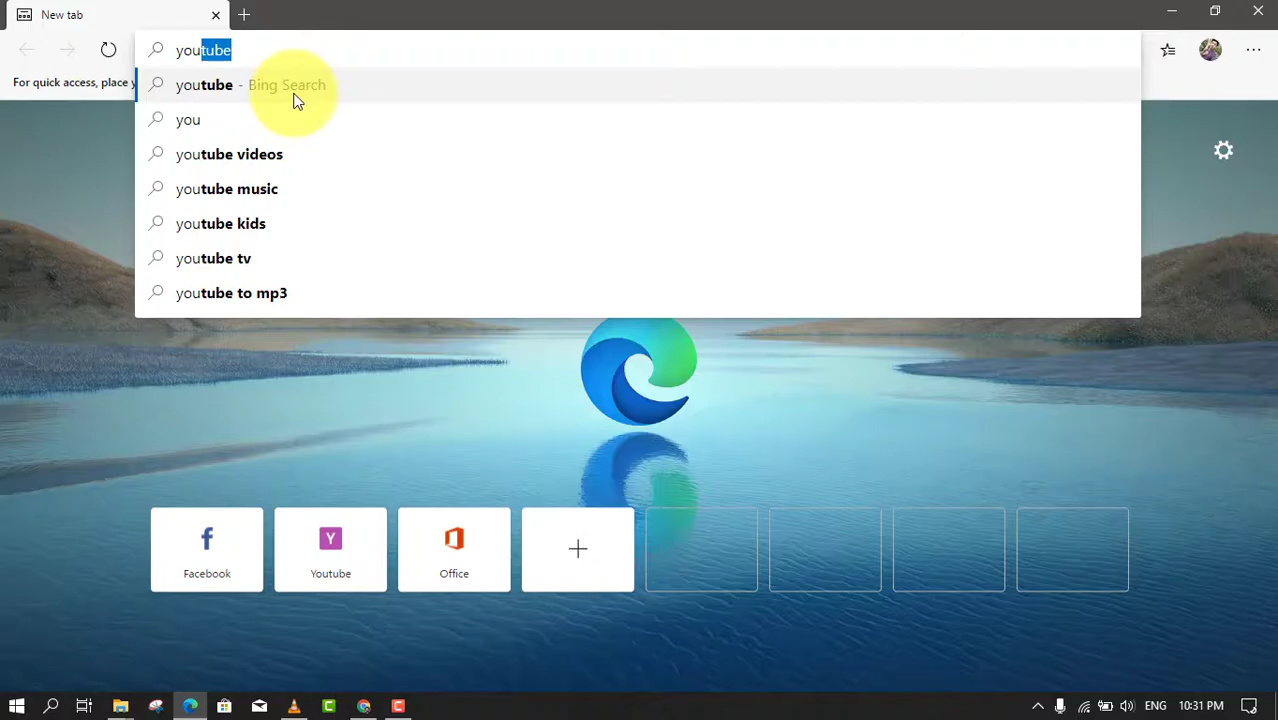 New tab
youtube
For quick access, place y
youtube - Bing Search
you
youtube videos
youtube music
youtube kids
youtube tv
youtube to mp3
Facebook
Y
Youtube
Office
ENG
10:31 PM